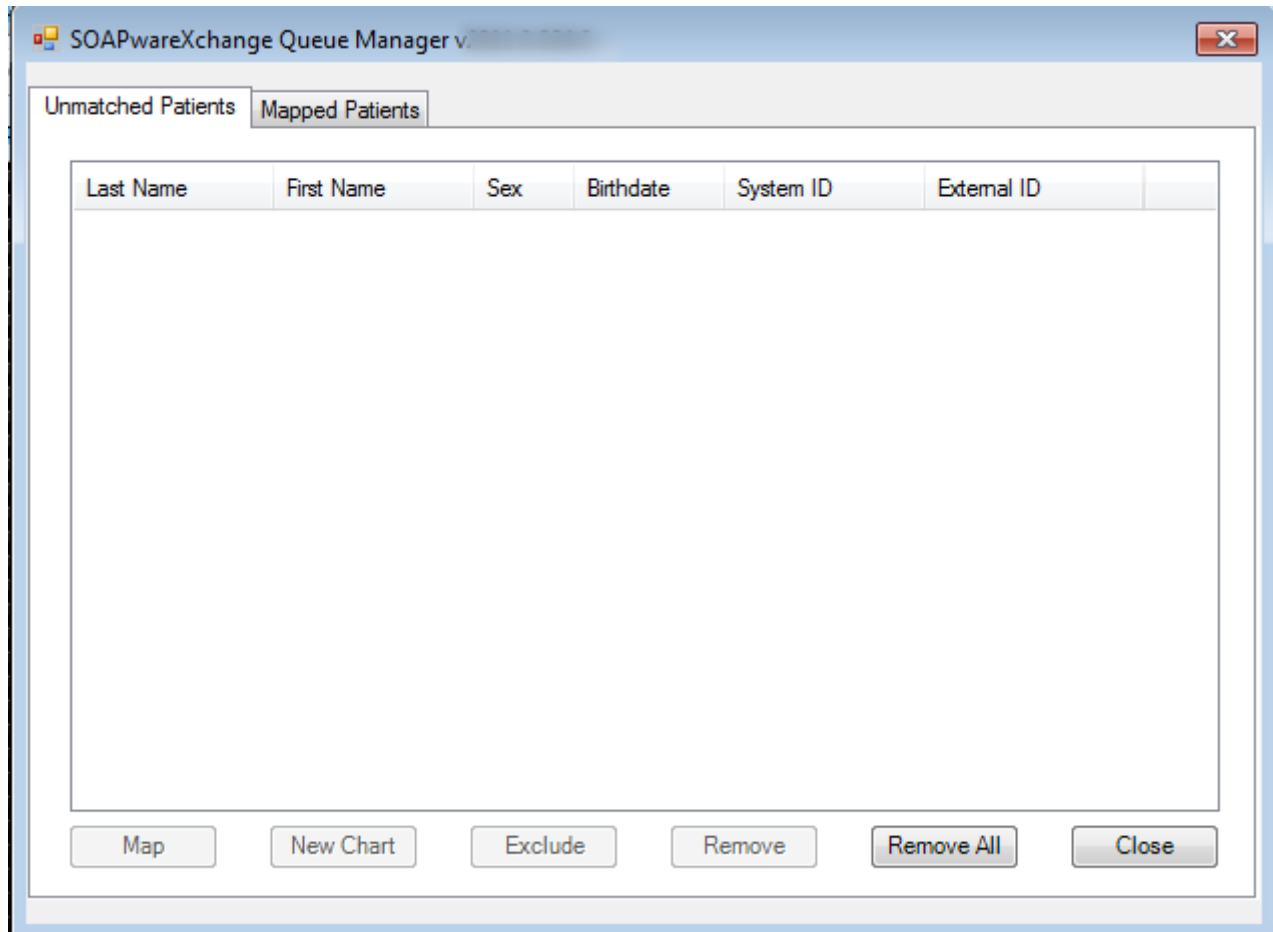 SOAPwareXchange Queue Manager v
Unmatched Patients Mapped Patients
Last Name First Name Sex Birthdate System ID External ID
Map New Chart Exclude Remove Remove All Close